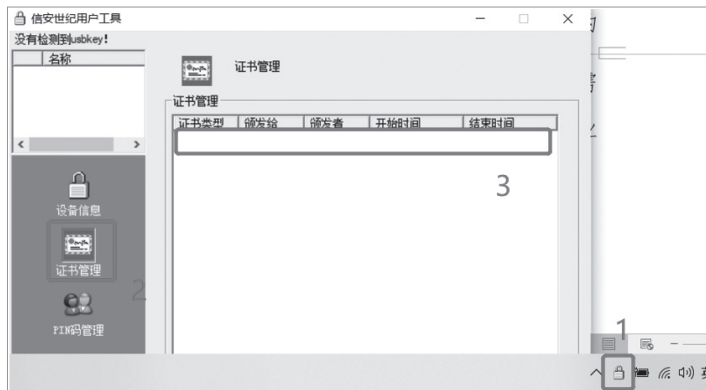 信安世纪用户工具
没有检测到usbkey!
名称
证书管理
证书管理
证书类型 颁发给 颁发者 开始时间 结束时间
3
设备信息
证书管理
2
PIN码管理
1